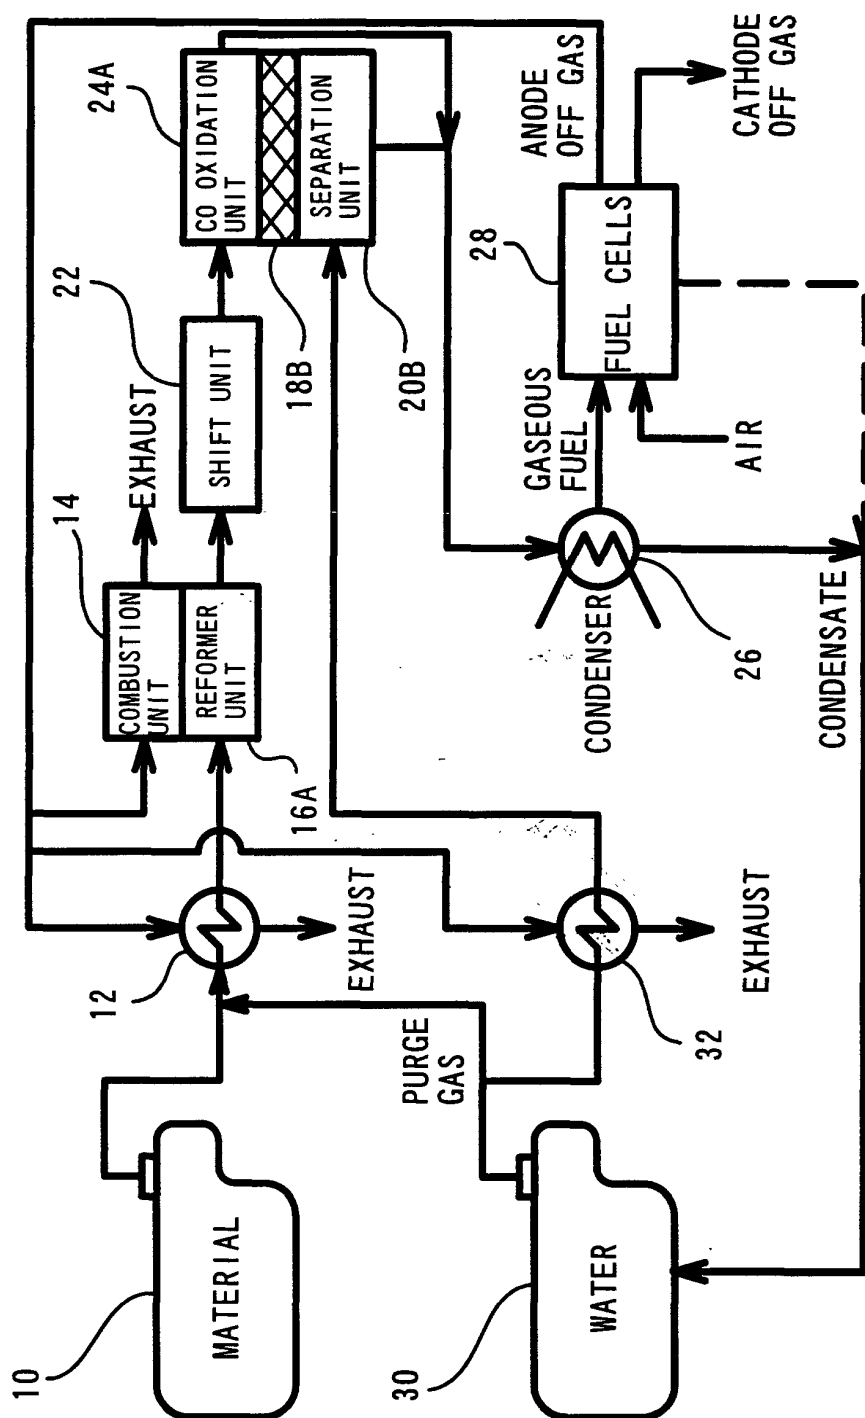 24A
CO OXIDATION
UNIT
SEPARATION
UNIT
22
SHIFT UNIT
18B
20B
EXHAUST
14
COMBUSTION
UNIT
REFORMER
UNIT
16A
12
EXHAUST
PURGE
GAS
10
MATERIAL
ANODE
OFF GAS
CATHODE
OFF GAS
28
FUEL CELLS
GASEOUS
FUEL
AIR
CONDENSER
26
CONDENSATE
EXHAUST
32
30
WATER